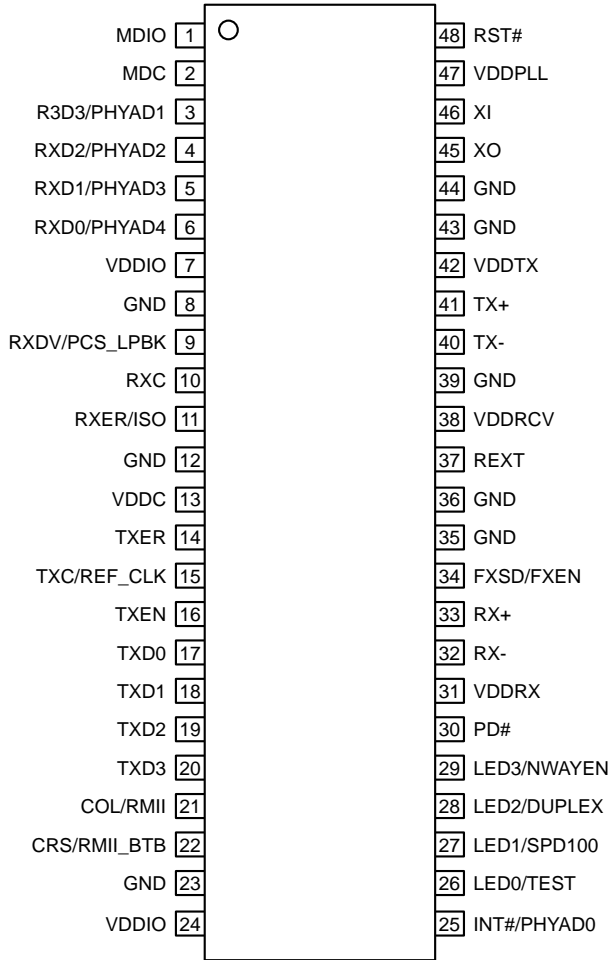 MDIO 1 48 RST#
MDC 2 47 VDDPLL
R3D3/PHYAD1 3 46 XI
RXD2/PHYAD2 4 45 XO
RXD1/PHYAD3 5 44 GND
RXD0/PHYAD4 6 43 GND
VDDIO 7 42 VDDTX
GND 8 41 TX+
RXDV/PCS_LPBK 9 40 TX-
RXC 10 39 GND
RXER/ISO 11 38 VDDRCV
GND 12 37 REXT
VDDC 13 36 GND
TXER 14 35 GND
TXC/REF_CLK 15 34 FXSD/FXEN
TXEN 16 33 RX+
TXD0 17 32 RX-
TXD1 18 31 VDDRX
TXD2 19 30 PD#
TXD3 20 29 LED3/NWAYEN
COL/RMII 21 28 LED2/DUPLEX
CRS/RMII_BTB 22 27 LED1/SPD100
GND 23 26 LED0/TEST
VDDIO 24 25 INT#/PHYAD0